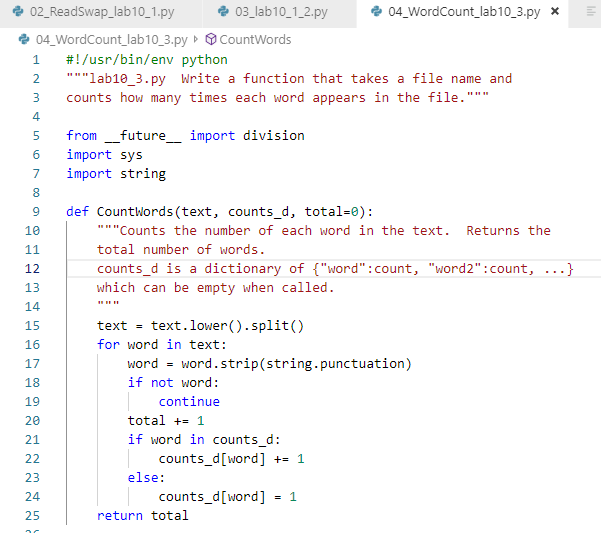 02_ReadSwap_lab10_1.py 03_lab10_1_2.py 04_WordCount_lab10_3.py ×
04_WordCount_lab10_3.py › CountWords
1 #!/usr/bin/env python
2 """lab10_3.py  Write a function that takes a file name and
3 counts how many times each word appears in the file."""
4
5 from __future__ import division
6 import sys
7 import string
8
9 def CountWords(text, counts_d, total=0):
10     """Counts the number of each word in the text.  Returns the
11     total number of words.
12     counts_d is a dictionary of {"word":count, "word2":count, ...}
13     which can be empty when called.
14     """
15     text = text.lower().split()
16     for word in text:
17         word = word.strip(string.punctuation)
18         if not word:
19             continue
20         total += 1
21         if word in counts_d:
22             counts_d[word] += 1
23         else:
24             counts_d[word] = 1
25     return total